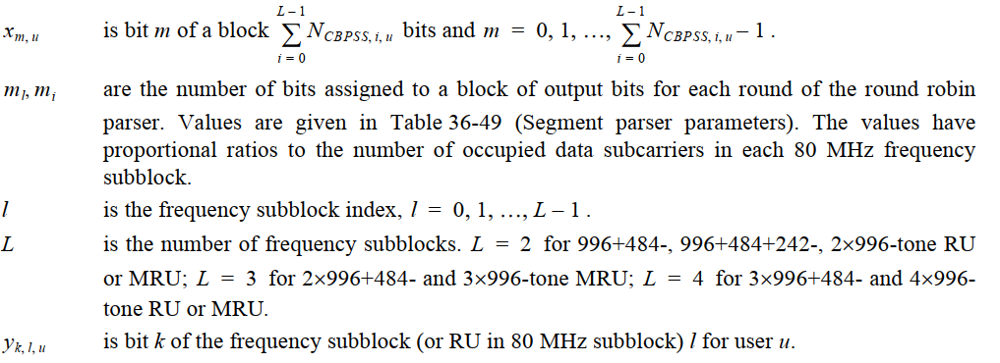 x_{m, u} is bit m of a block \sum_{i=0}^{L-1} N_{CBPSS, i, u} bits and m = 0, 1, …, \sum_{i=0}^{L-1} N_{CBPSS, i, u} – 1 .
m_l, m_i are the number of bits assigned to a block of output bits for each round of the round robin
parser. Values are given in Table 36-49 (Segment parser parameters). The values have
proportional ratios to the number of occupied data subcarriers in each 80 MHz frequency
subblock.
l is the frequency subblock index, l = 0, 1, …, L – 1 .
L is the number of frequency subblocks. L = 2 for 996+484-, 996+484+242-, 2×996-tone RU
or MRU; L = 3 for 2×996+484- and 3×996-tone MRU; L = 4 for 3×996+484- and 4×996-
tone RU or MRU.
y_{k, l, u} is bit k of the frequency subblock (or RU in 80 MHz subblock) l for user u.